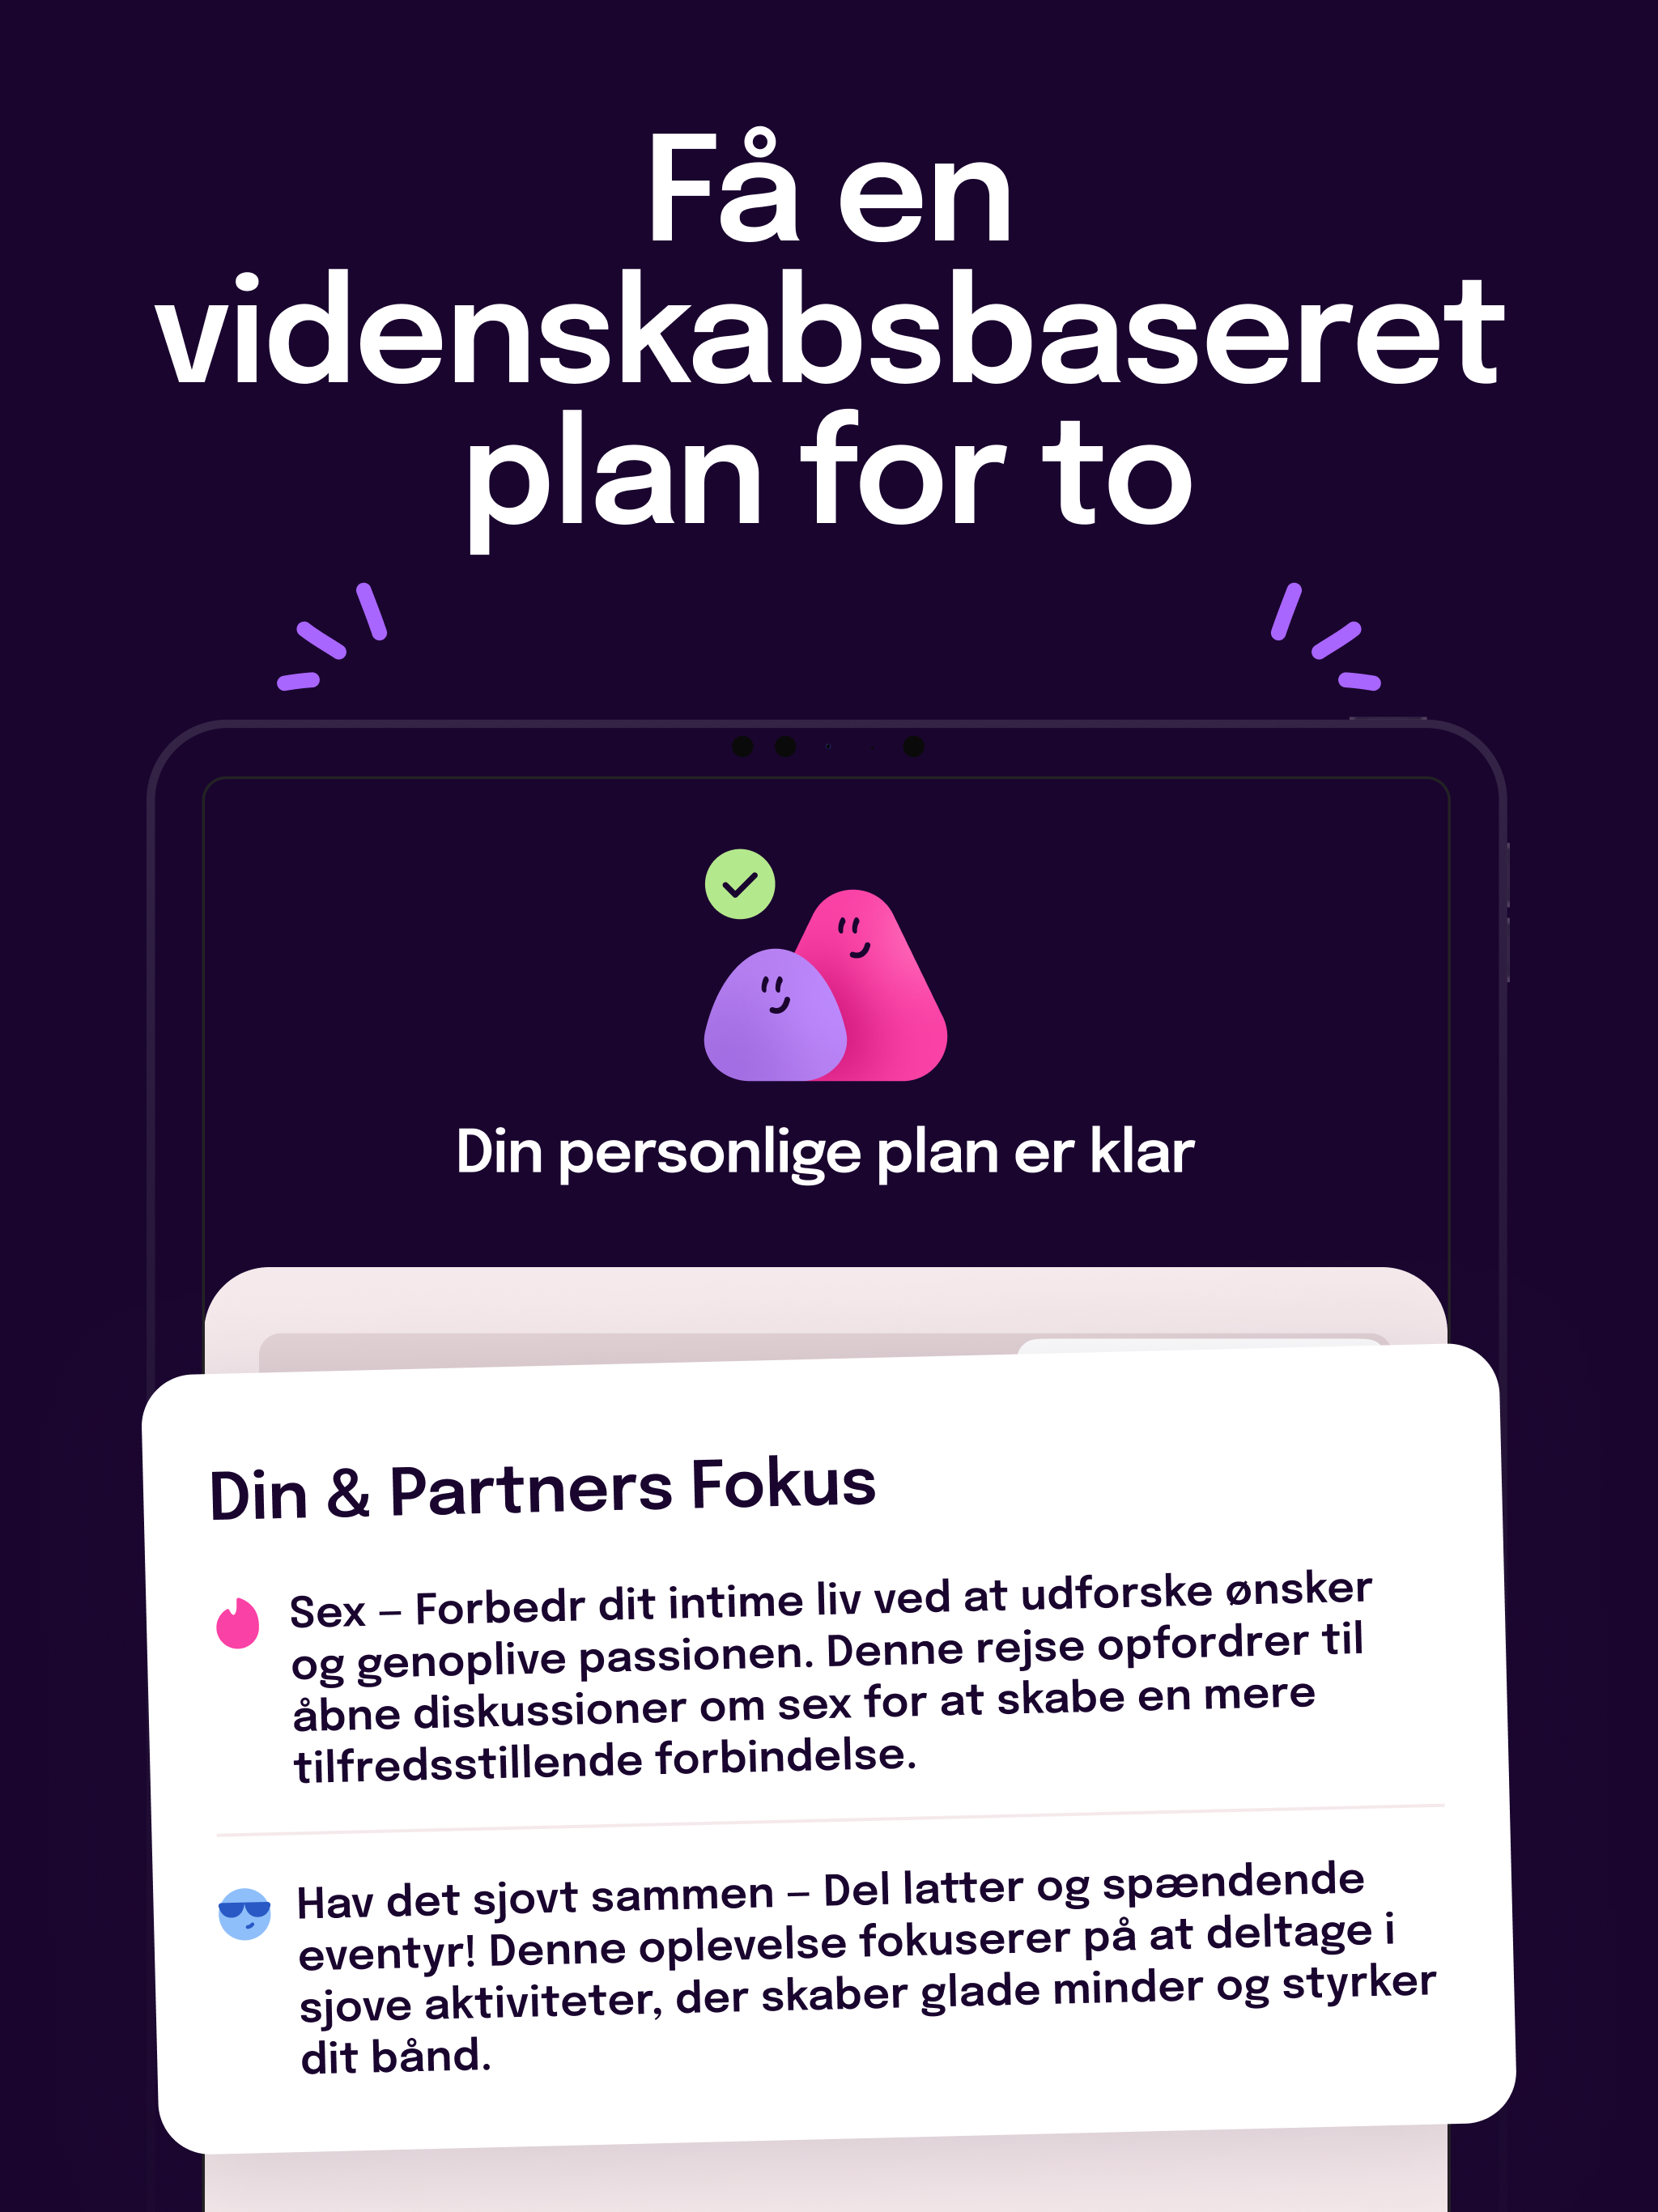 Få en
videnskabsbaseret
plan for to
Din personlige plan er klar
Din & Partners Fokus
Sex – Forbedr dit intime liv ved at udforske ønsker
og genoplive passionen. Denne rejse opfordrer til
åbne diskussioner om sex for at skabe en mere
tilfredsstillende forbindelse.
Hav det sjovt sammen – Del latter og spændende
eventyr! Denne oplevelse fokuserer på at deltage i
sjove aktiviteter, der skaber glade minder og styrker
dit bånd.